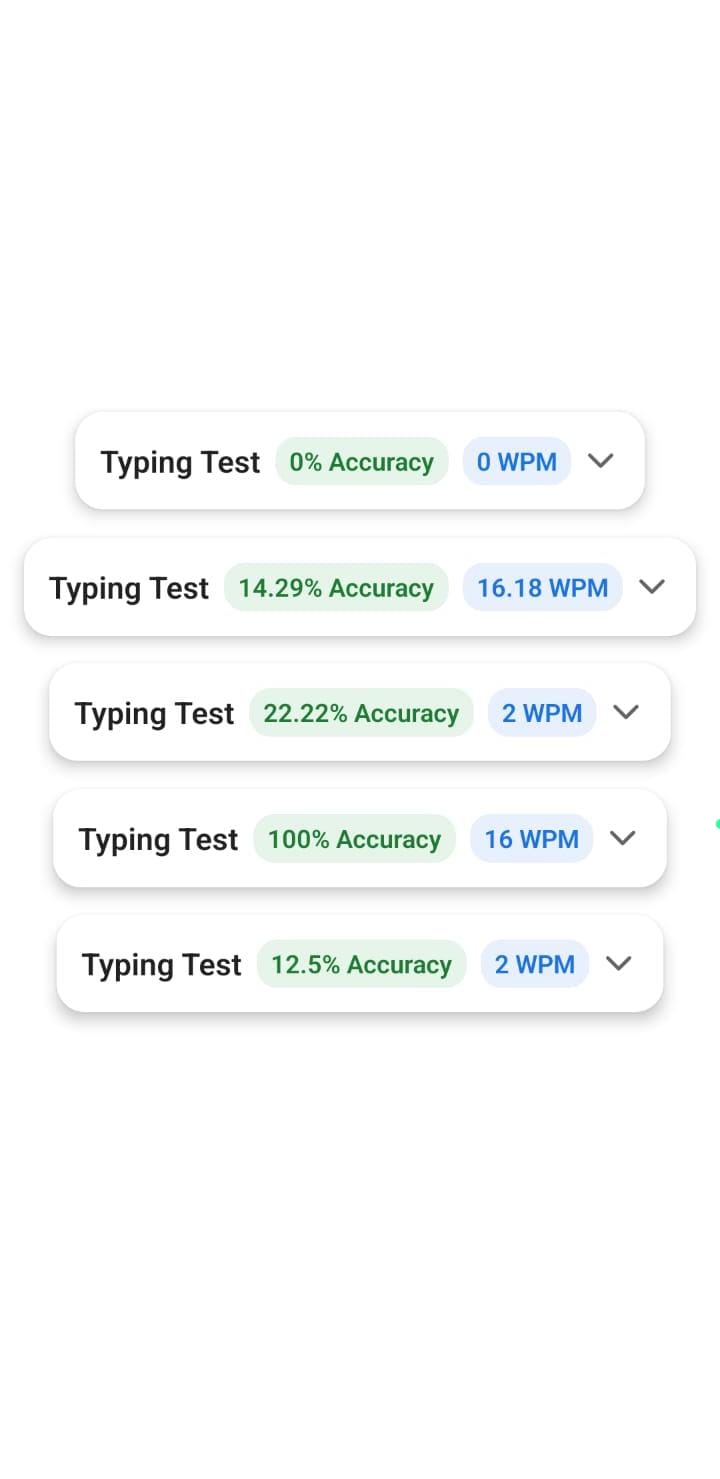 Typing Test 0% Accuracy 0 WPM
Typing Test 14.29% Accuracy 16.18 WPM
Typing Test 22.22% Accuracy 2 WPM
Typing Test 100% Accuracy 16 WPM
Typing Test 12.5% Accuracy 2 WPM